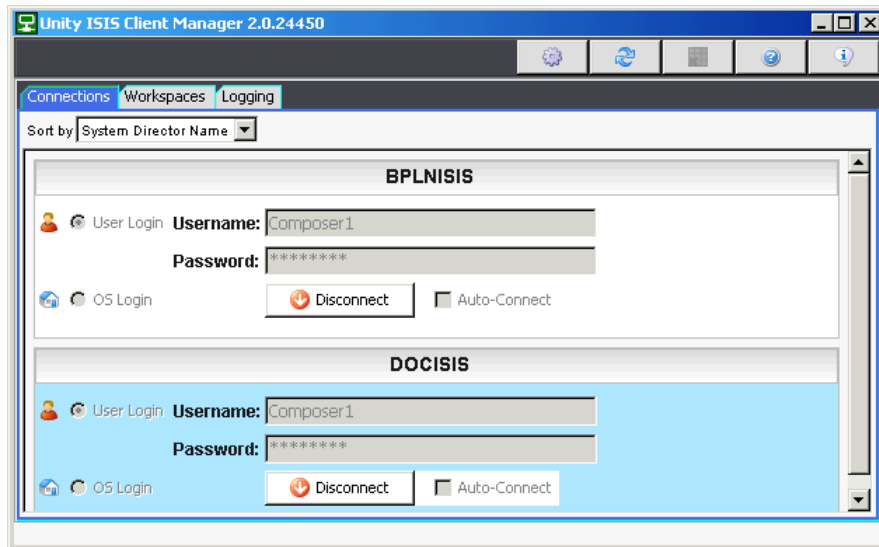 Unity ISIS Client Manager 2.0.24450
Connections Workspaces Logging
Sort by System Director Name
BPLNISIS
User Login Username: Composer1
Password: ********
OS Login Disconnect Auto-Connect
DOCISIS
User Login Username: Composer1
Password: ********
OS Login Disconnect Auto-Connect